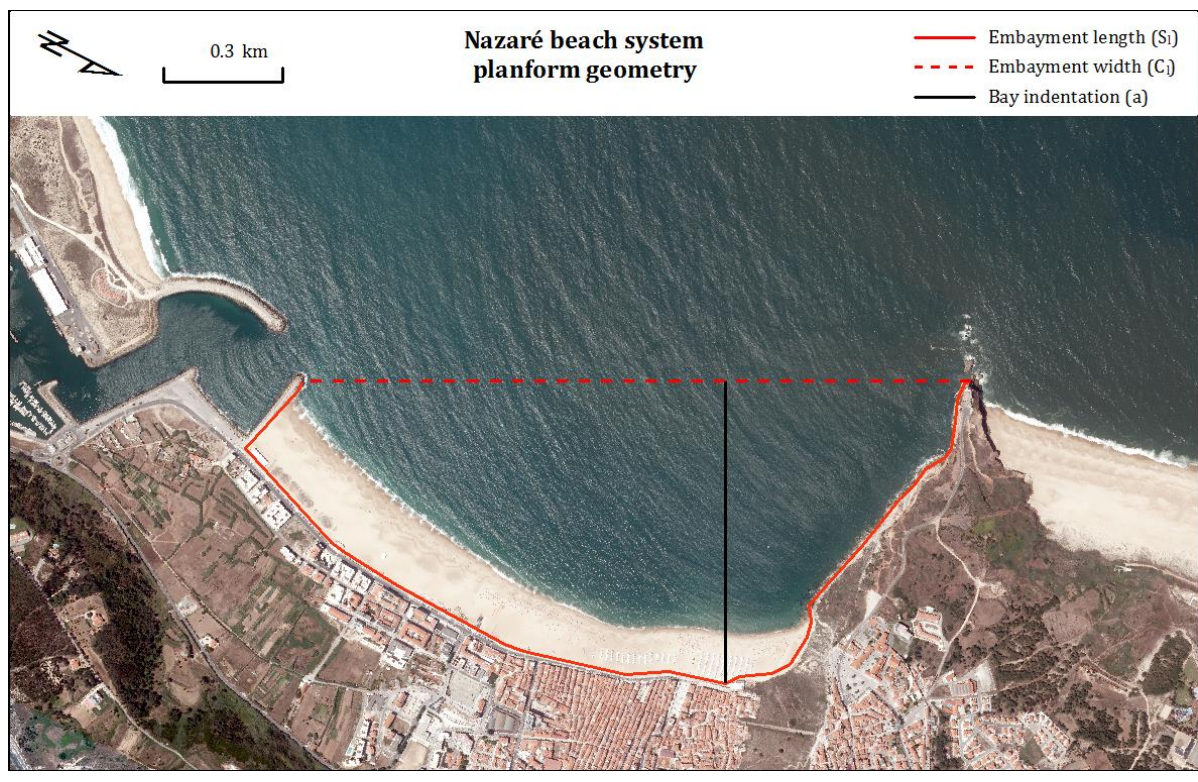 N
0.3 km
Nazaré beach system
planform geometry
Embayment length (Sₗ)
Embayment width (Cₗ)
Bay indentation (a)